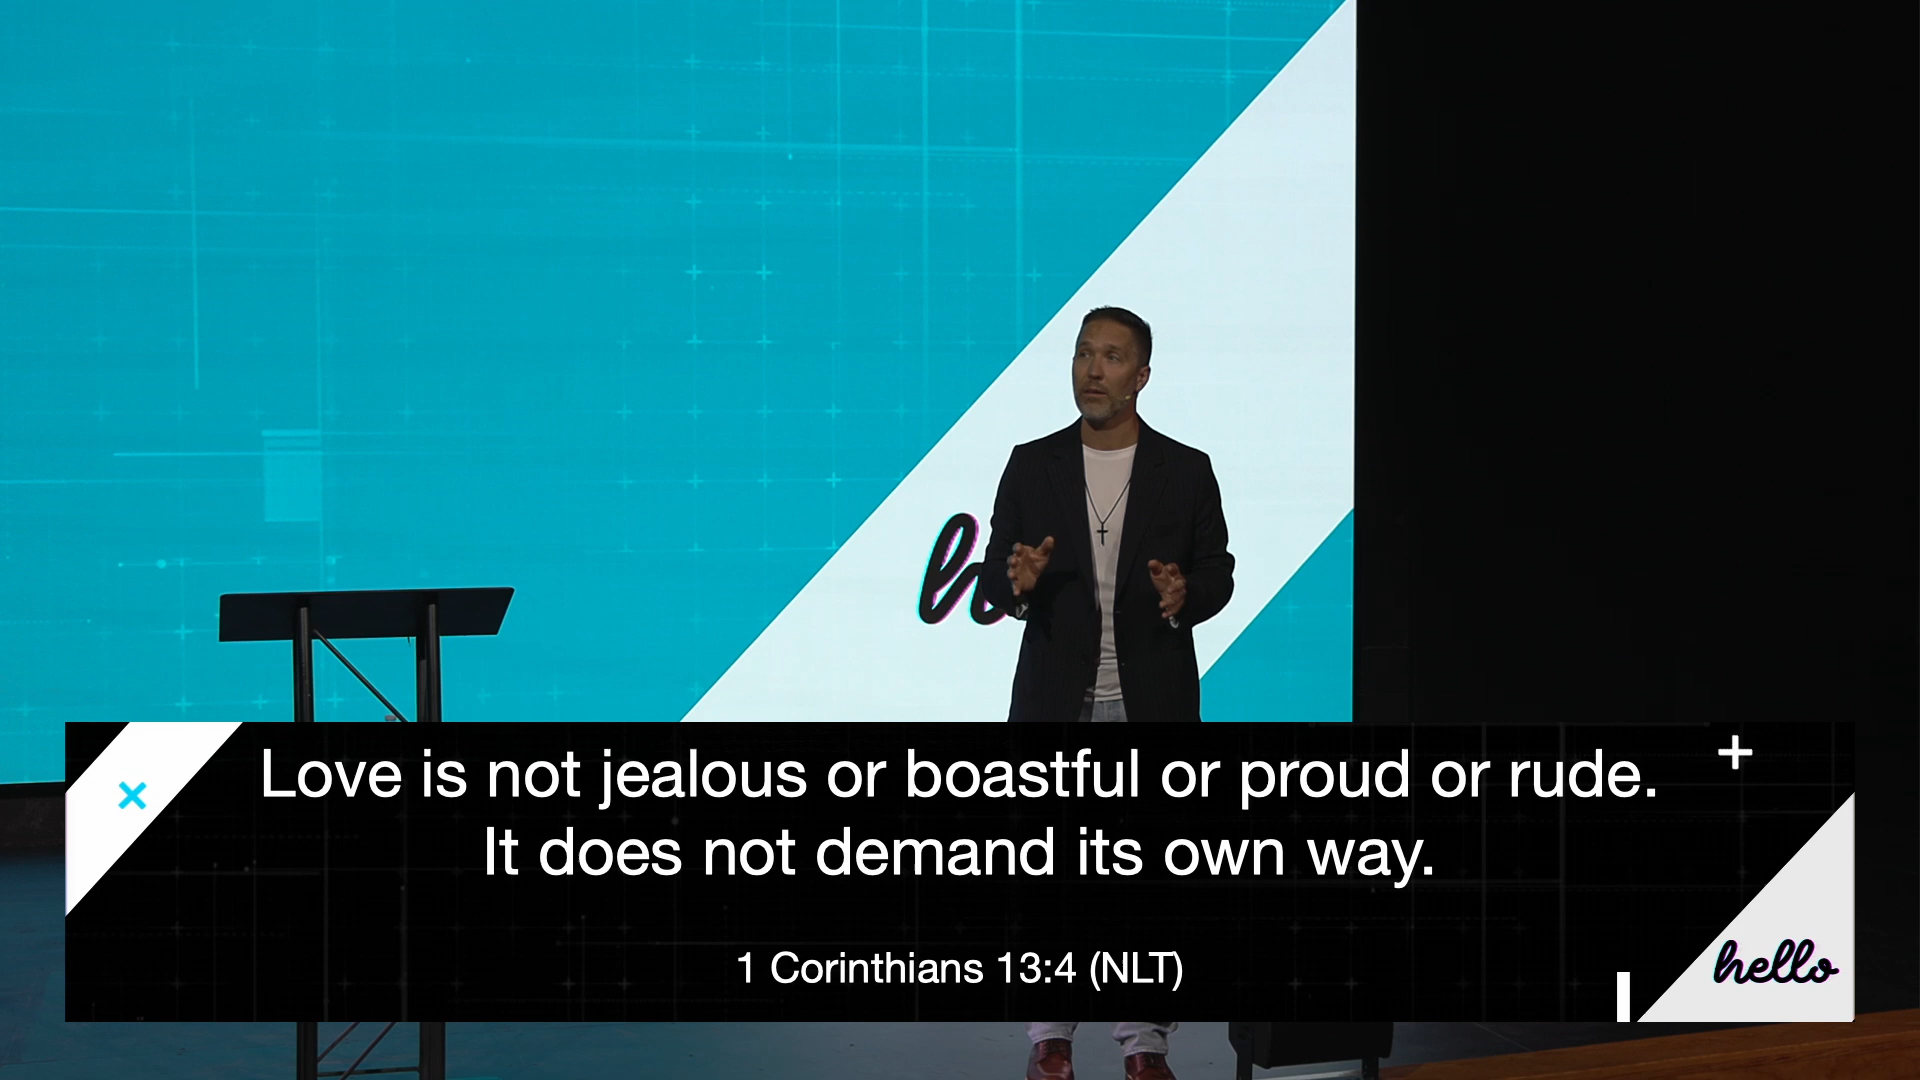 h
Love is not jealous or boastful or proud or rude.
It does not demand its own way.
1 Corinthians 13:4 (NLT)
hello